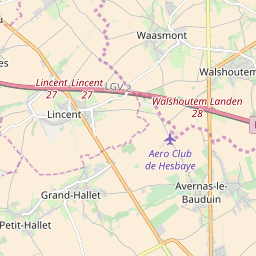 Waasmont
Walshoutem
es
Lincent Lincent
27 27
LGV 2
Walshoutem Landen
28
Lincent
Aero Club
de Hesbaye
Avernas-le-
Bauduin
Grand-Hallet
Petit-Hallet